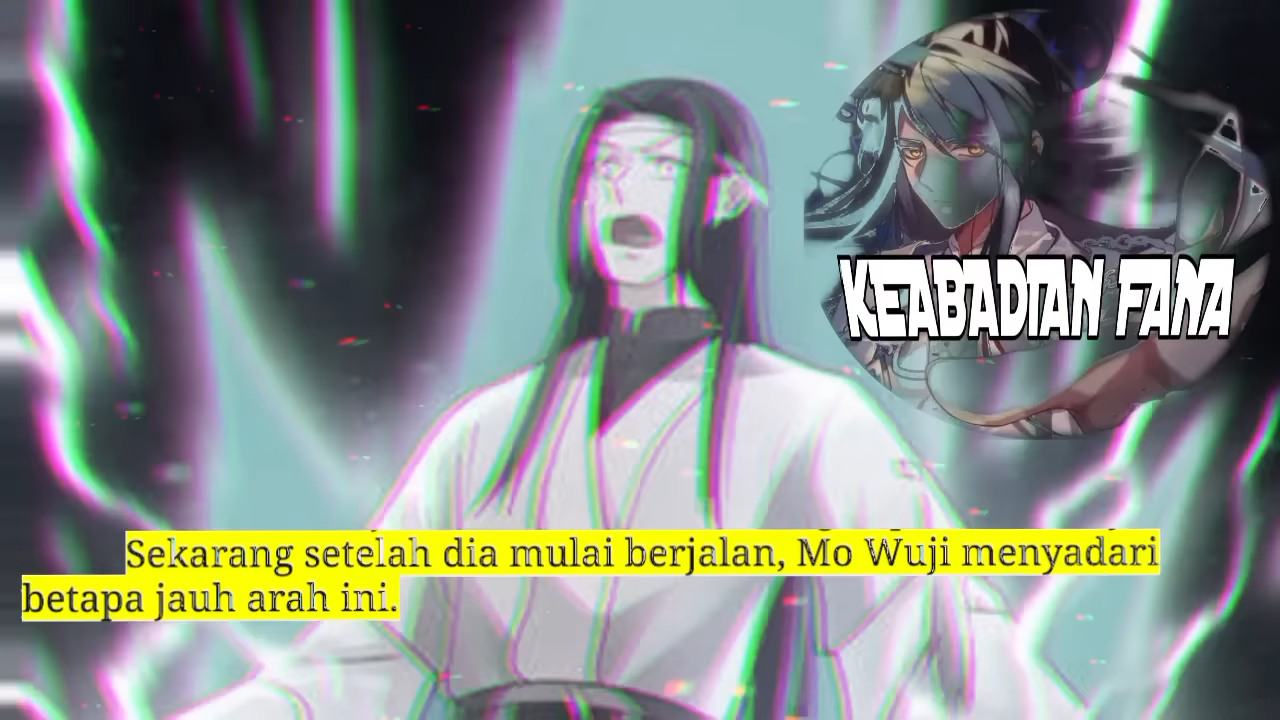 KEABADIAN FANA
Sekarang setelah dia mulai berjalan, Mo Wuji menyadari
betapa jauh arah ini.